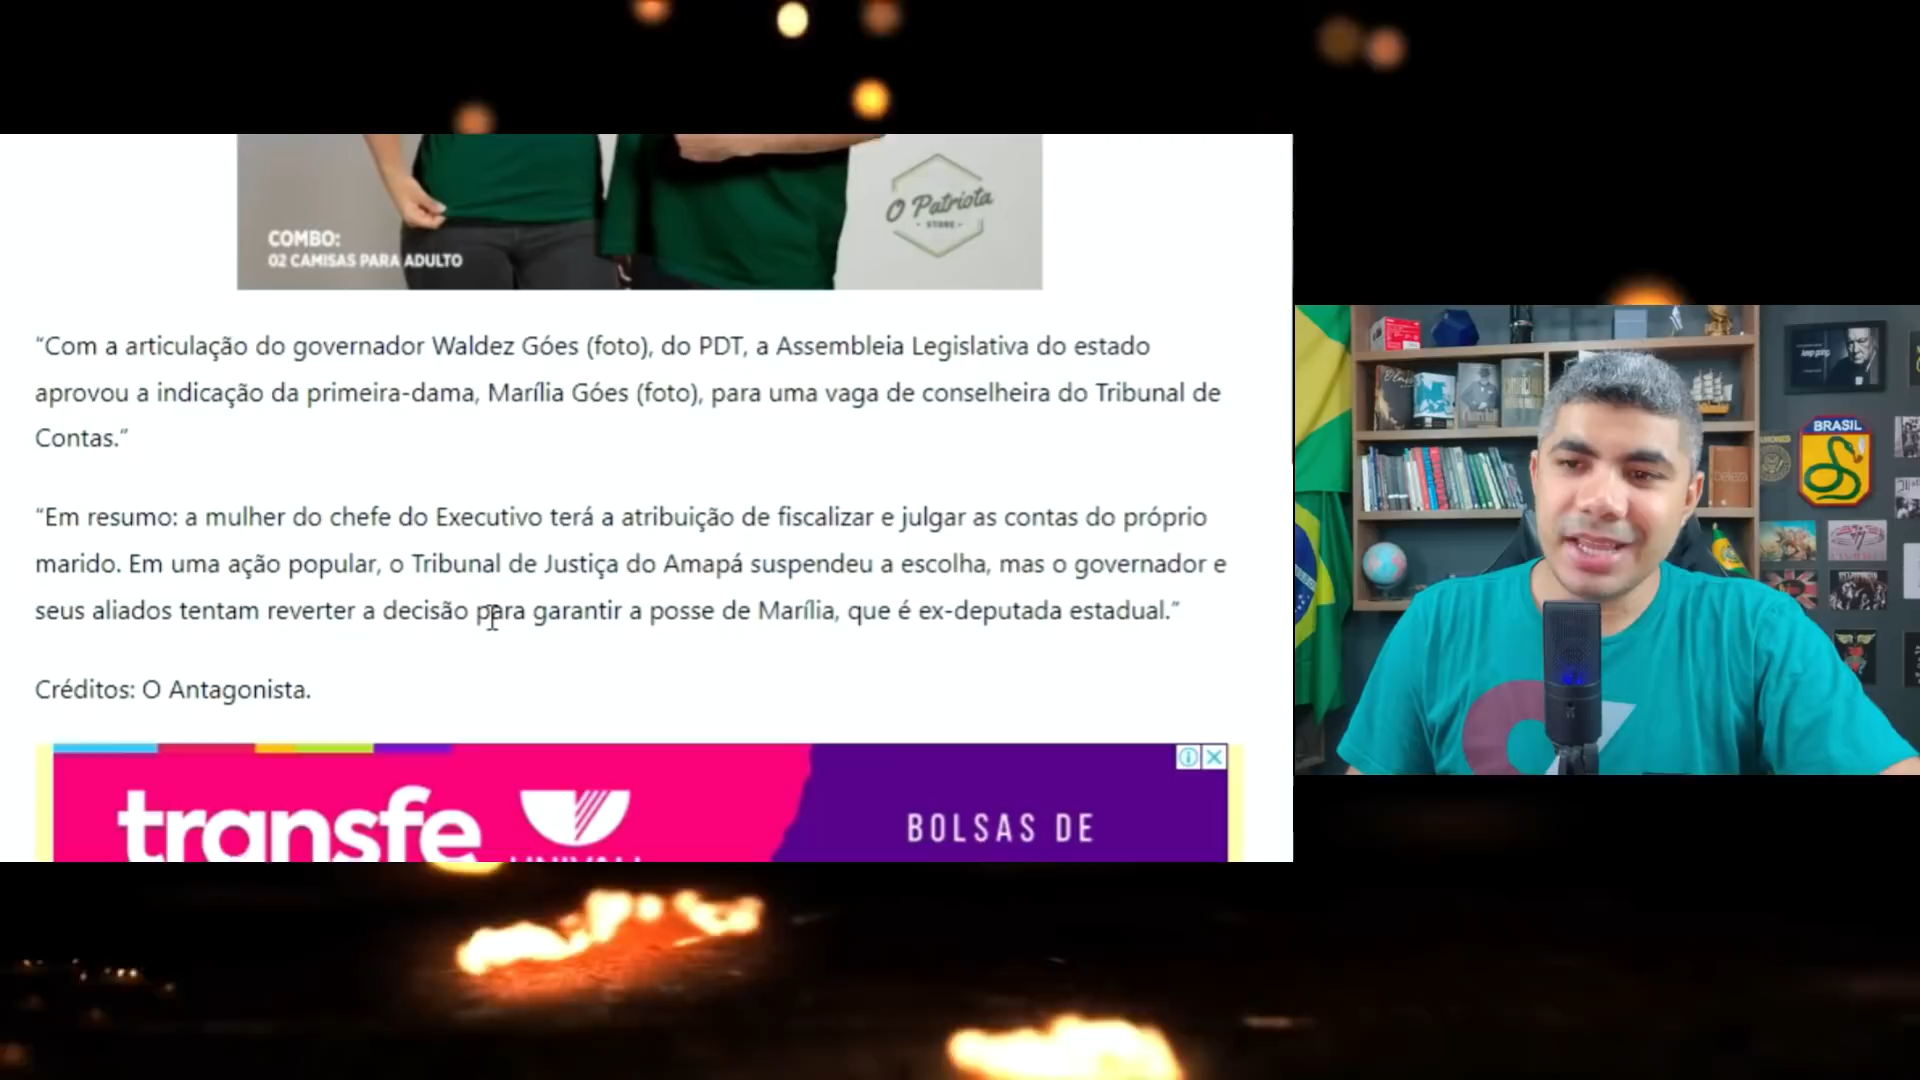 COMBO:
02 CAMISAS PARA ADULTO
O Patriota
STORE
“Com a articulação do governador Waldez Góes (foto), do PDT, a Assembleia Legislativa do estado
aprovou a indicação da primeira-dama, Marília Góes (foto), para uma vaga de conselheira do Tribunal de
Contas.”
“Em resumo: a mulher do chefe do Executivo terá a atribuição de fiscalizar e julgar as contas do próprio
marido. Em uma ação popular, o Tribunal de Justiça do Amapá suspendeu a escolha, mas o governador e
seus aliados tentam reverter a decisão para garantir a posse de Marília, que é ex-deputada estadual.”
Créditos: O Antagonista.
transfe
BOLSAS DE
BRASIL
keep going